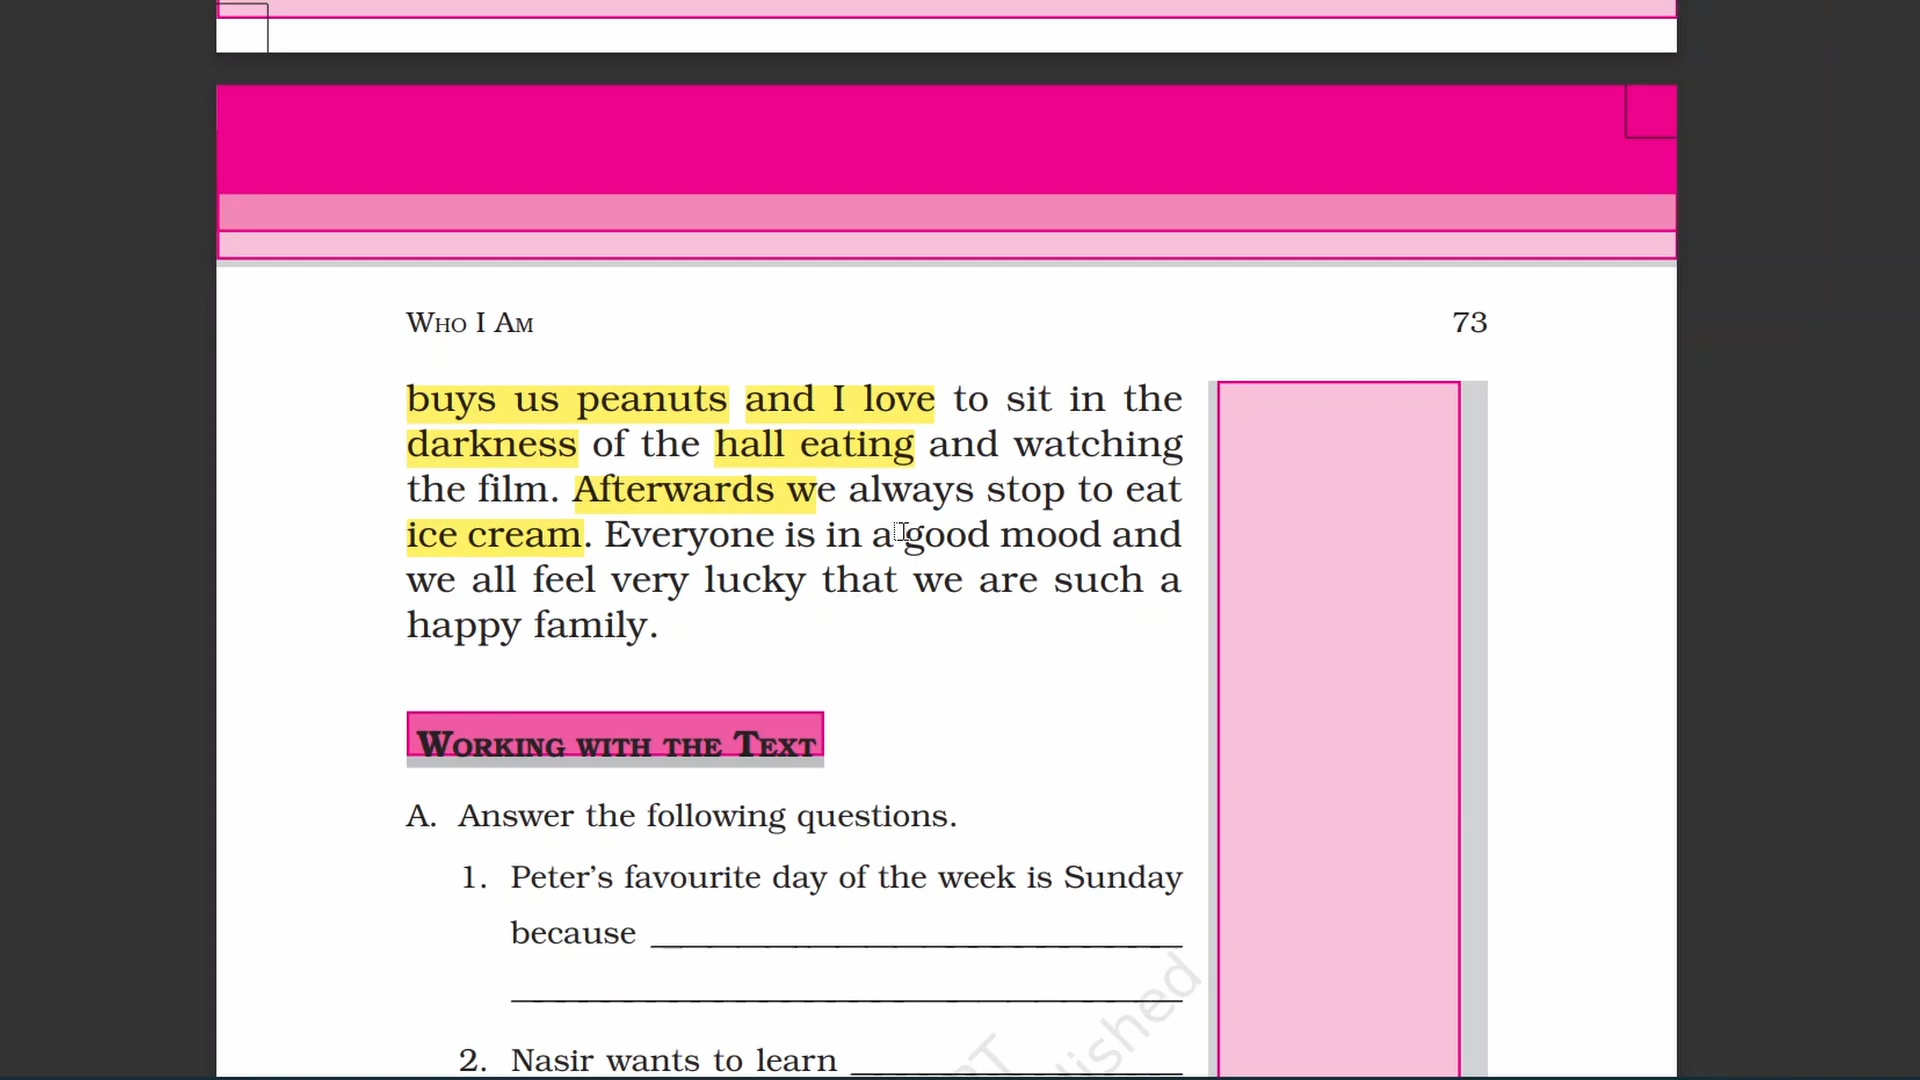 Who I Am
73
buys us peanuts and I love to sit in the
darkness of the hall eating and watching
the film. Afterwards we always stop to eat
ice cream. Everyone is in a good mood and
we all feel very lucky that we are such a
happy family.
Working with the Text
A. Answer the following questions.
1. Peter’s favourite day of the week is Sunday
because
2. Nasir wants to learn